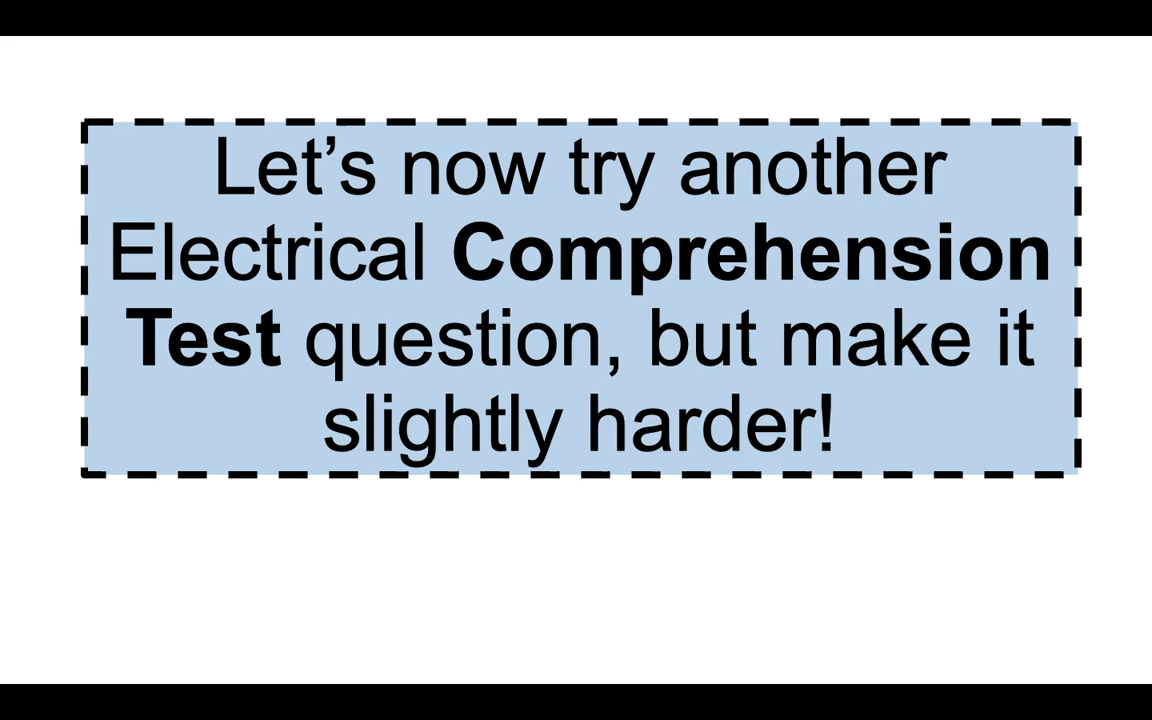 Let’s now try another
Electrical Comprehension
Test question, but make it
slightly harder!